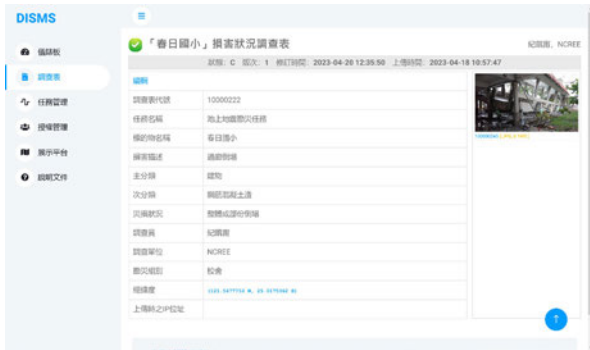 DISMS
儀錶板
調查表
任務管理
授權管理
展示平台
說明文件
「春日國小」損害狀況調查表
紀凱甯, NCREE
狀態: C 版次: 1 修訂時間: 2023-04-20 12:35:50 上傳時間: 2023-04-18 10:57:47
編輯
調查表代號 10000222
任務名稱 池上地震勘災任務
標的物名稱 春日國小
損害描述 過廊倒塌
主分類 建物
次分類 鋼筋混凝土造
災損狀況 整體或部份倒塌
調查員
調查單位 NCREE
勘災組別 校舍
經緯度
上傳時之IP位址